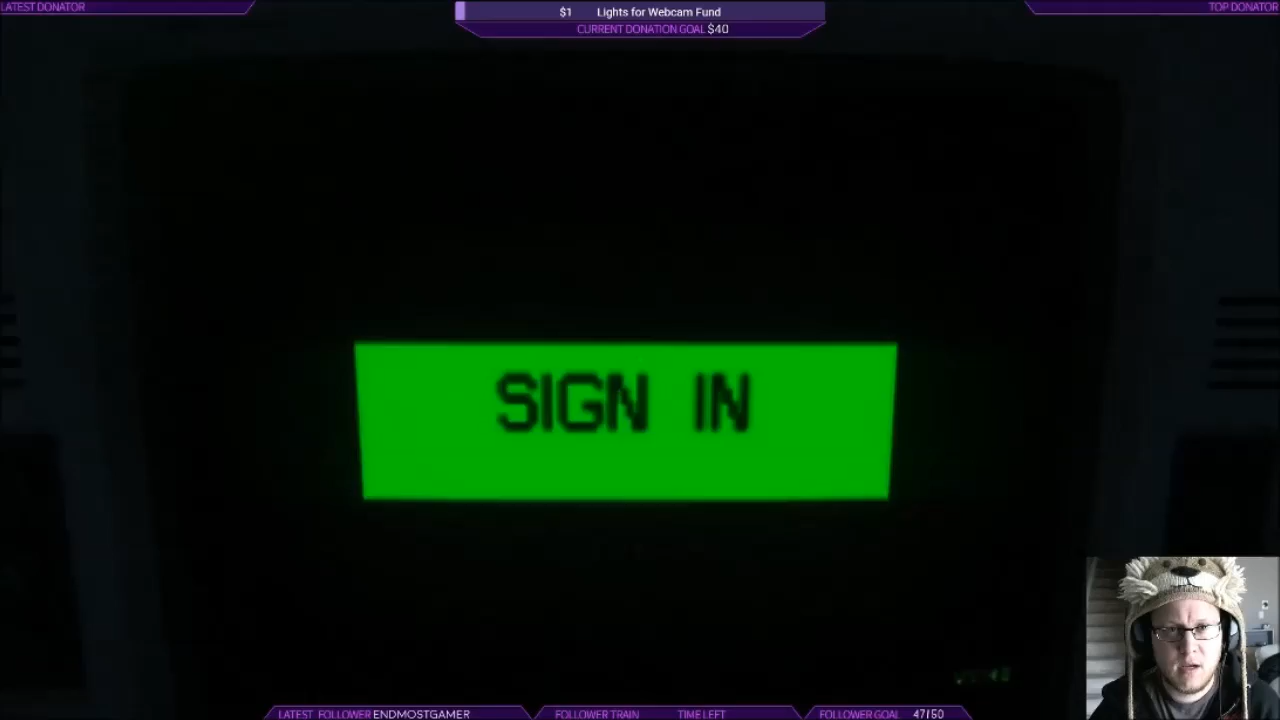 LATEST DONATOR
$1 Lights for Webcam Fund
TOP DONATOR
CURRENT DONATION GOAL $40
SIGN IN
LATEST FOLLOWER ENDMOSTGAMER
FOLLOWER TRAIN TIME LEFT
FOLLOWER GOAL 47/50